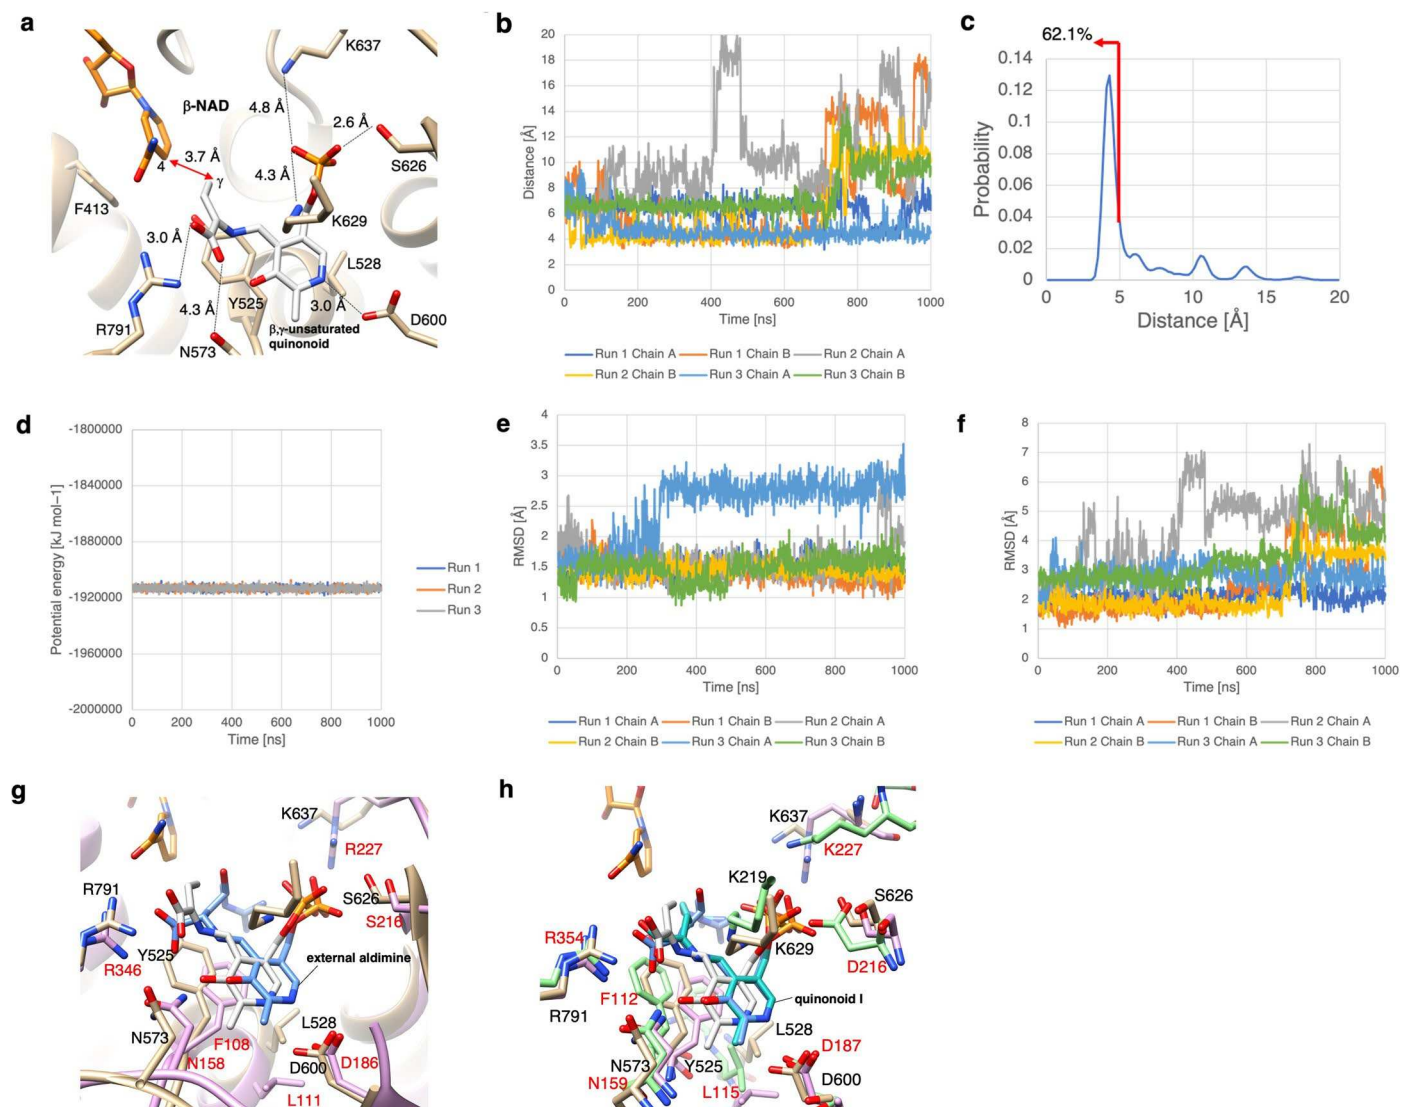 a
K637
β-NAD
4.8 Å
2.6 Å
4
3.7 Å
γ
S626
4.3 Å
F413
K629
3.0 Å
L528
4.3 Å
Y525
3.0 Å
R791
β,γ-unsaturated
quinonoid
D600
N573
b
Distance [Å]
20
18
16
14
12
10
8
6
4
2
0
0 200 400 600 800 1000
Time [ns]
Run 1 Chain A Run 1 Chain B Run 2 Chain A
Run 2 Chain B Run 3 Chain A Run 3 Chain B
c
62.1%
Probability
0.14
0.12
0.1
0.08
0.06
0.04
0.02
0
0 5 10 15 20
Distance [Å]
d
Potential energy [kJ mol–1]
-1800000
-1840000
-1880000
-1920000
-1960000
-2000000
0 200 400 600 800 1000
Time [ns]
Run 1
Run 2
Run 3
e
RMSD [Å]
4
3.5
3
2.5
2
1.5
1
0.5
0
0 200 400 600 800 1000
Time [ns]
Run 1 Chain A Run 1 Chain B Run 2 Chain A
Run 2 Chain B Run 3 Chain A Run 3 Chain B
f
RMSD [Å]
8
7
6
5
4
3
2
1
0
0 200 400 600 800 1000
Time [ns]
Run 1 Chain A Run 1 Chain B Run 2 Chain A
Run 2 Chain B Run 3 Chain A Run 3 Chain B
g
K637
R227
R791
S626
S216
Y525
R346
external aldimine
N573
L528
F108
N158
D600
D186
L111
h
K637
K227
K219
S626
R354
K629
D216
F112
quinonoid I
R791
L528
D187
N573
Y525
N159
L115
D600